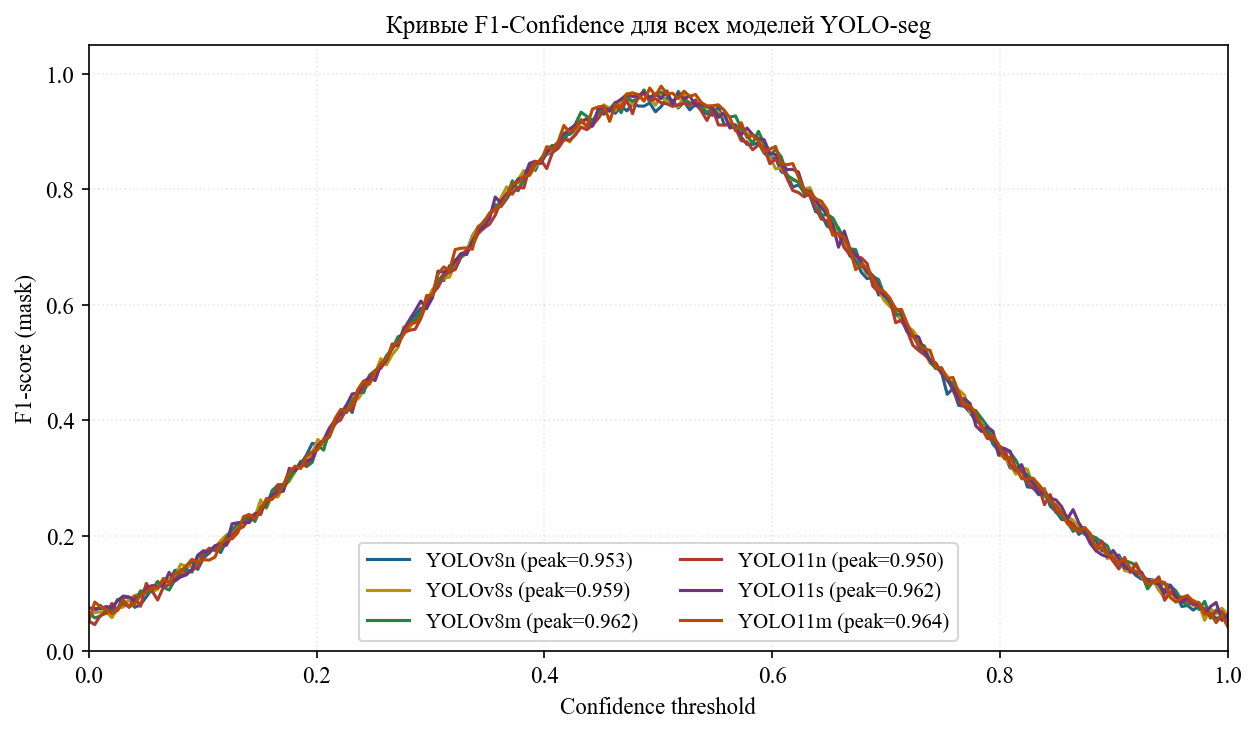 Кривые F1-Confidence для всех моделей YOLO-seg
F1-score (mask)
1.0
0.8
0.6
0.4
0.2
0.0
YOLOv8n (peak=0.953)
YOLOv8s (peak=0.959)
YOLOv8m (peak=0.962)
YOLO11n (peak=0.950)
YOLO11s (peak=0.962)
YOLO11m (peak=0.964)
0.0 0.2 0.4 0.6 0.8 1.0
Confidence threshold